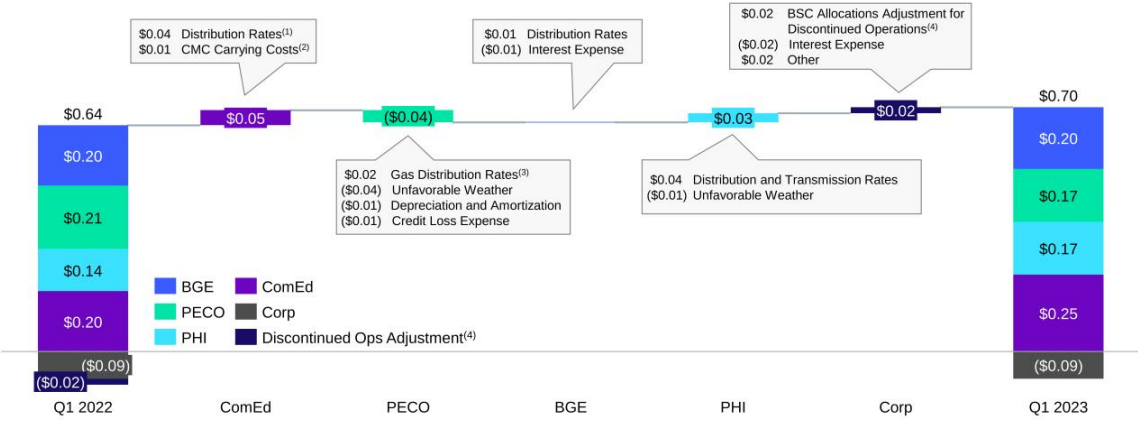 $0.04 Distribution Rates(1)
$0.01 CMC Carrying Costs(2)
$0.01 Distribution Rates
($0.01) Interest Expense
$0.02 BSC Allocations Adjustment for
Discontinued Operations(4)
($0.02) Interest Expense
$0.02 Other
$0.64
$0.05
($0.04)
$0.03
$0.02
$0.70
$0.20
$0.21
$0.14
$0.20
($0.09)
($0.02)
$0.02 Gas Distribution Rates(3)
($0.04) Unfavorable Weather
($0.01) Depreciation and Amortization
($0.01) Credit Loss Expense
$0.04 Distribution and Transmission Rates
($0.01) Unfavorable Weather
$0.20
$0.17
$0.17
$0.25
($0.09)
BGE ComEd
PECO Corp
PHI Discontinued Ops Adjustment(4)
Q1 2022 ComEd PECO BGE PHI Corp Q1 2023